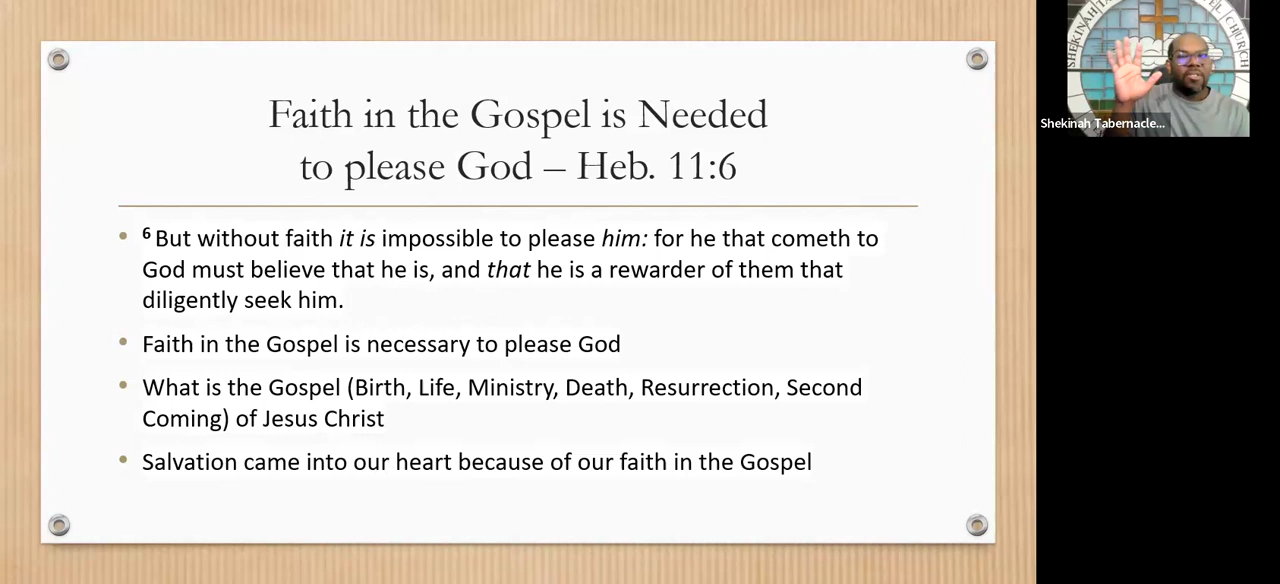 Faith in the Gospel is Needed
to please God – Heb. 11:6
• ⁶ But without faith it is impossible to please him: for he that cometh to
God must believe that he is, and that he is a rewarder of them that
diligently seek him.
• Faith in the Gospel is necessary to please God
• What is the Gospel (Birth, Life, Ministry, Death, Resurrection, Second
Coming) of Jesus Christ
• Salvation came into our heart because of our faith in the Gospel
SHEKINAH CHURCH
Shekinah Tabernacle...